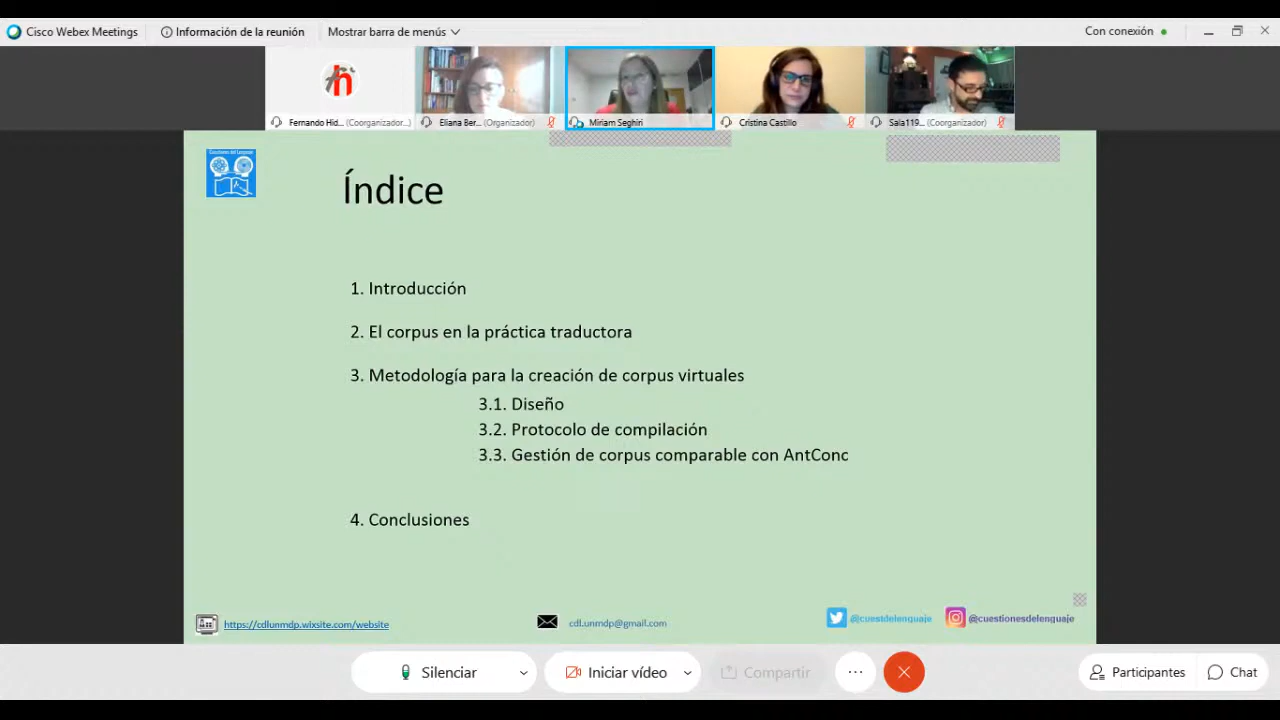 Cisco Webex Meetings
Información de la reunión
Mostrar barra de menús
Con conexión
Fernando Hid... (Coorganizador...
Eliana Ber... (Organizador)
Miriam Seghiri
Cristina Castillo
Sala119... (Coorganizador)
Cuestiones del Lenguaje
Índice
1. Introducción
2. El corpus en la práctica traductora
3. Metodología para la creación de corpus virtuales
3.1. Diseño
3.2. Protocolo de compilación
3.3. Gestión de corpus comparable con AntConc
4. Conclusiones
https://cdlunmdp.wixsite.com/website
cdl.unmdp@gmail.com
@cuestdelenguaje
@cuestionesdelenguaje
Silenciar
Iniciar vídeo
Compartir
Participantes
Chat